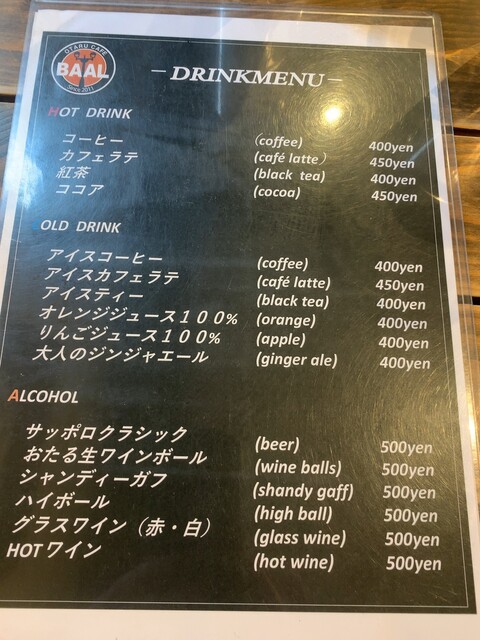 OTARU CAFE
BAAL
Since 2011
－DRINKMENU－
HOT DRINK
コーヒー (coffee) 400yen
カフェラテ (café latte) 450yen
紅茶 (black tea) 400yen
ココア (cocoa) 450yen
OLD DRINK
アイスコーヒー (coffee) 400yen
アイスカフェラテ (café latte) 450yen
アイスティー (black tea) 400yen
オレンジジュース１００% (orange) 400yen
りんごジュース１００% (apple) 400yen
大人のジンジャエール (ginger ale) 400yen
ALCOHOL
サッポロクラシック (beer) 500yen
おたる生ワインボール (wine balls) 500yen
シャンディーガフ (shandy gaff) 500yen
ハイボール (high ball) 500yen
グラスワイン（赤・白） (glass wine) 500yen
HOTワイン (hot wine) 500yen